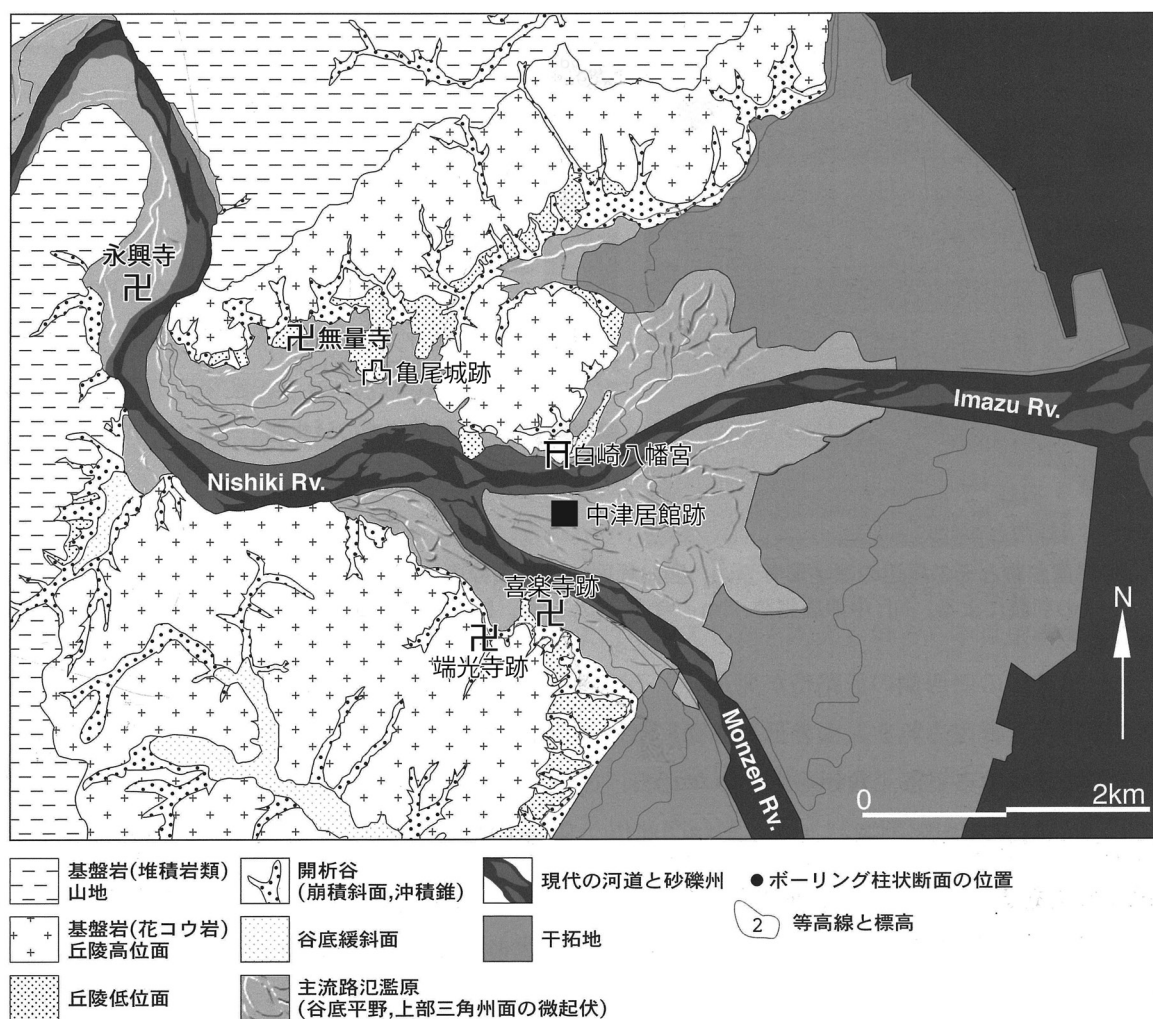 永興寺
無量寺
亀尾城跡
Imazu Rv.
白崎八幡宮
Nishiki Rv.
中津居館跡
喜楽寺跡
端光寺跡
N
Monzen Rv.
0
2km
基盤岩(堆積岩類)
山地
開析谷
(崩積斜面,沖積錐)
現代の河道と砂礫州
ボーリング柱状断面の位置
基盤岩(花コウ岩)
丘陵高位面
谷底緩斜面
干拓地
2
等高線と標高
丘陵低位面
主流路氾濫原
(谷底平野,上部三角州面の微起伏)